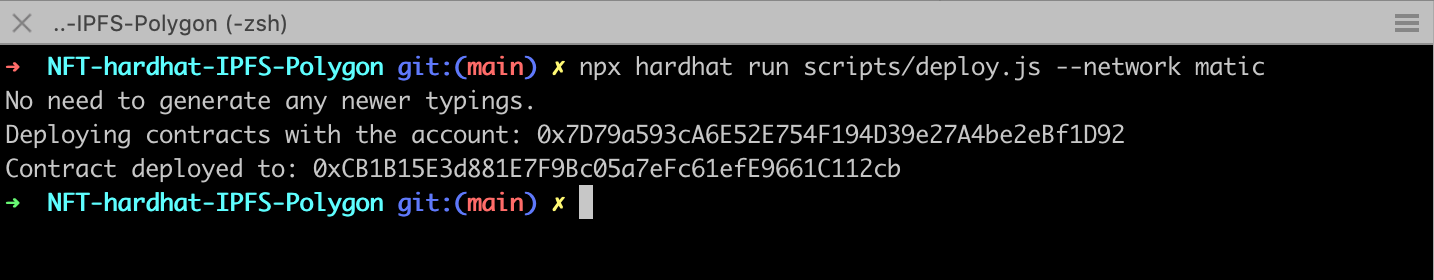 ..-IPFS-Polygon (-zsh)
➜ NFT-hardhat-IPFS-Polygon git:(main) ✗ npx hardhat run scripts/deploy.js --network matic
No need to generate any newer typings.
Deploying contracts with the account: 0x7D79a593cA6E52E754F194D39e27A4be2eBf1D92
Contract deployed to: 0xCB1B15E3d881E7F9Bc05a7eFc61efE9661C112cb
➜ NFT-hardhat-IPFS-Polygon git:(main) ✗